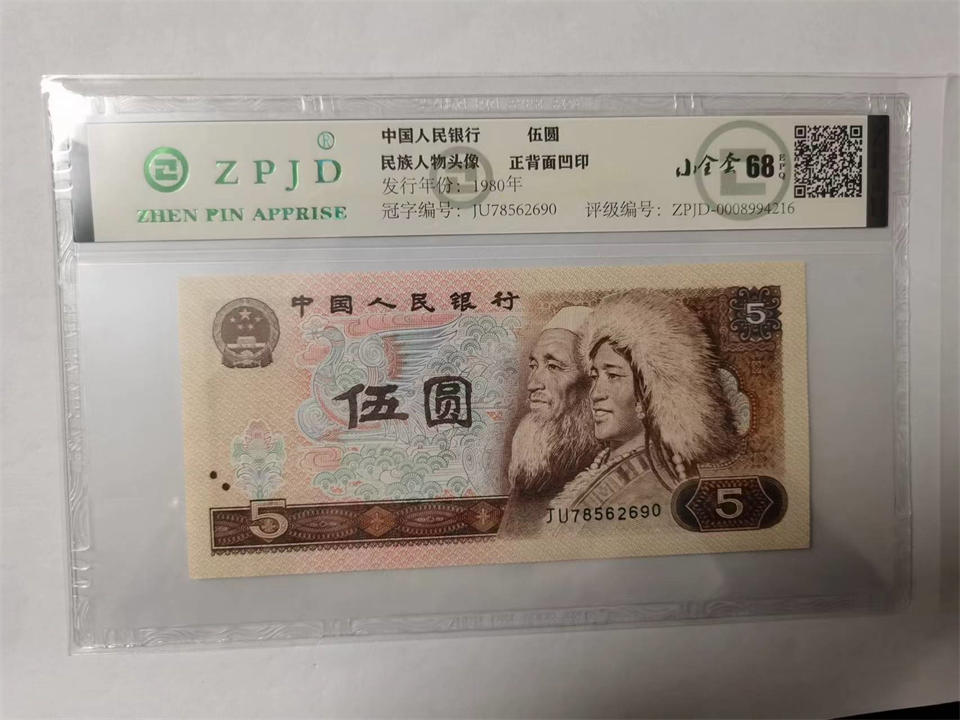 ZPJD®
ZHEN PIN APPRISE
中国人民银行 伍圆
民族人物头像 正背面凹印
发行年份：1980年
冠字编号：JU78562690 评级编号：ZPJD-0008994216
小全套 68 EPQ
中国人民银行
5
伍圆
5
JU78562690
5